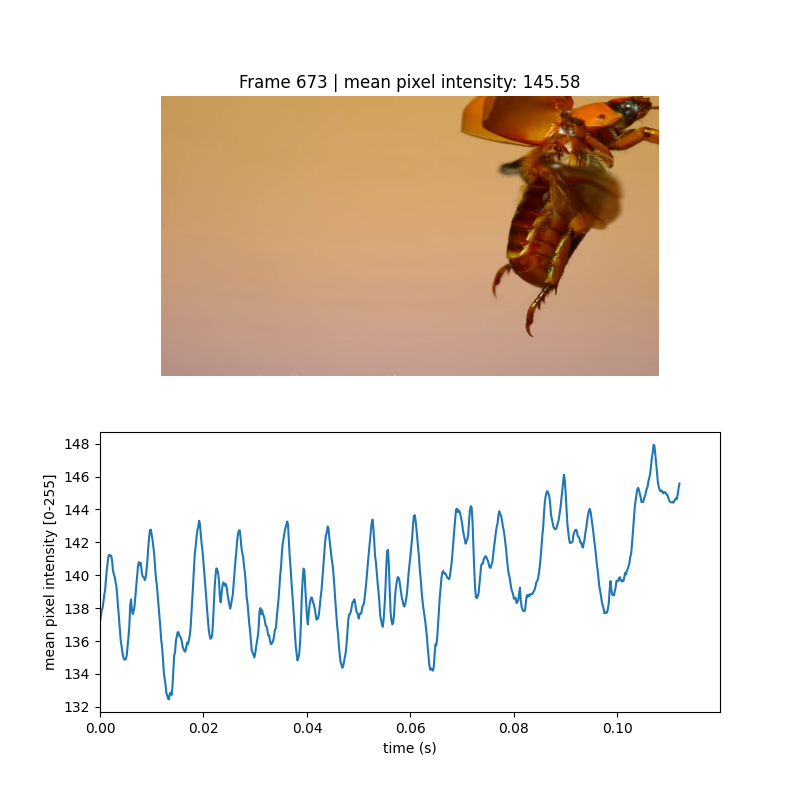 Frame 673 | mean pixel intensity: 145.58
148
146
144
142
140
138
136
134
132
mean pixel intensity [0-255]
0.00 0.02 0.04 0.06 0.08 0.10
time (s)